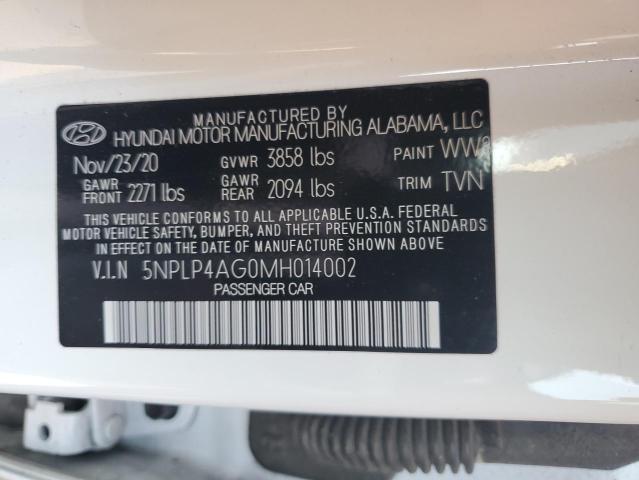 MANUFACTURED BY
HYUNDAI MOTOR MANUFACTURING ALABAMA, LLC
Nov/23/20 GVWR 3858 lbs PAINT WW8
GAWR FRONT 2271 lbs GAWR REAR 2094 lbs TRIM TVN
THIS VEHICLE CONFORMS TO ALL APPLICABLE U.S.A. FEDERAL
MOTOR VEHICLE SAFETY, BUMPER, AND THEFT PREVENTION STANDARDS
IN EFFECT ON THE DATE OF MANUFACTURE SHOWN ABOVE.
V.I.N 5NPLP4AG0MH014002
PASSENGER CAR